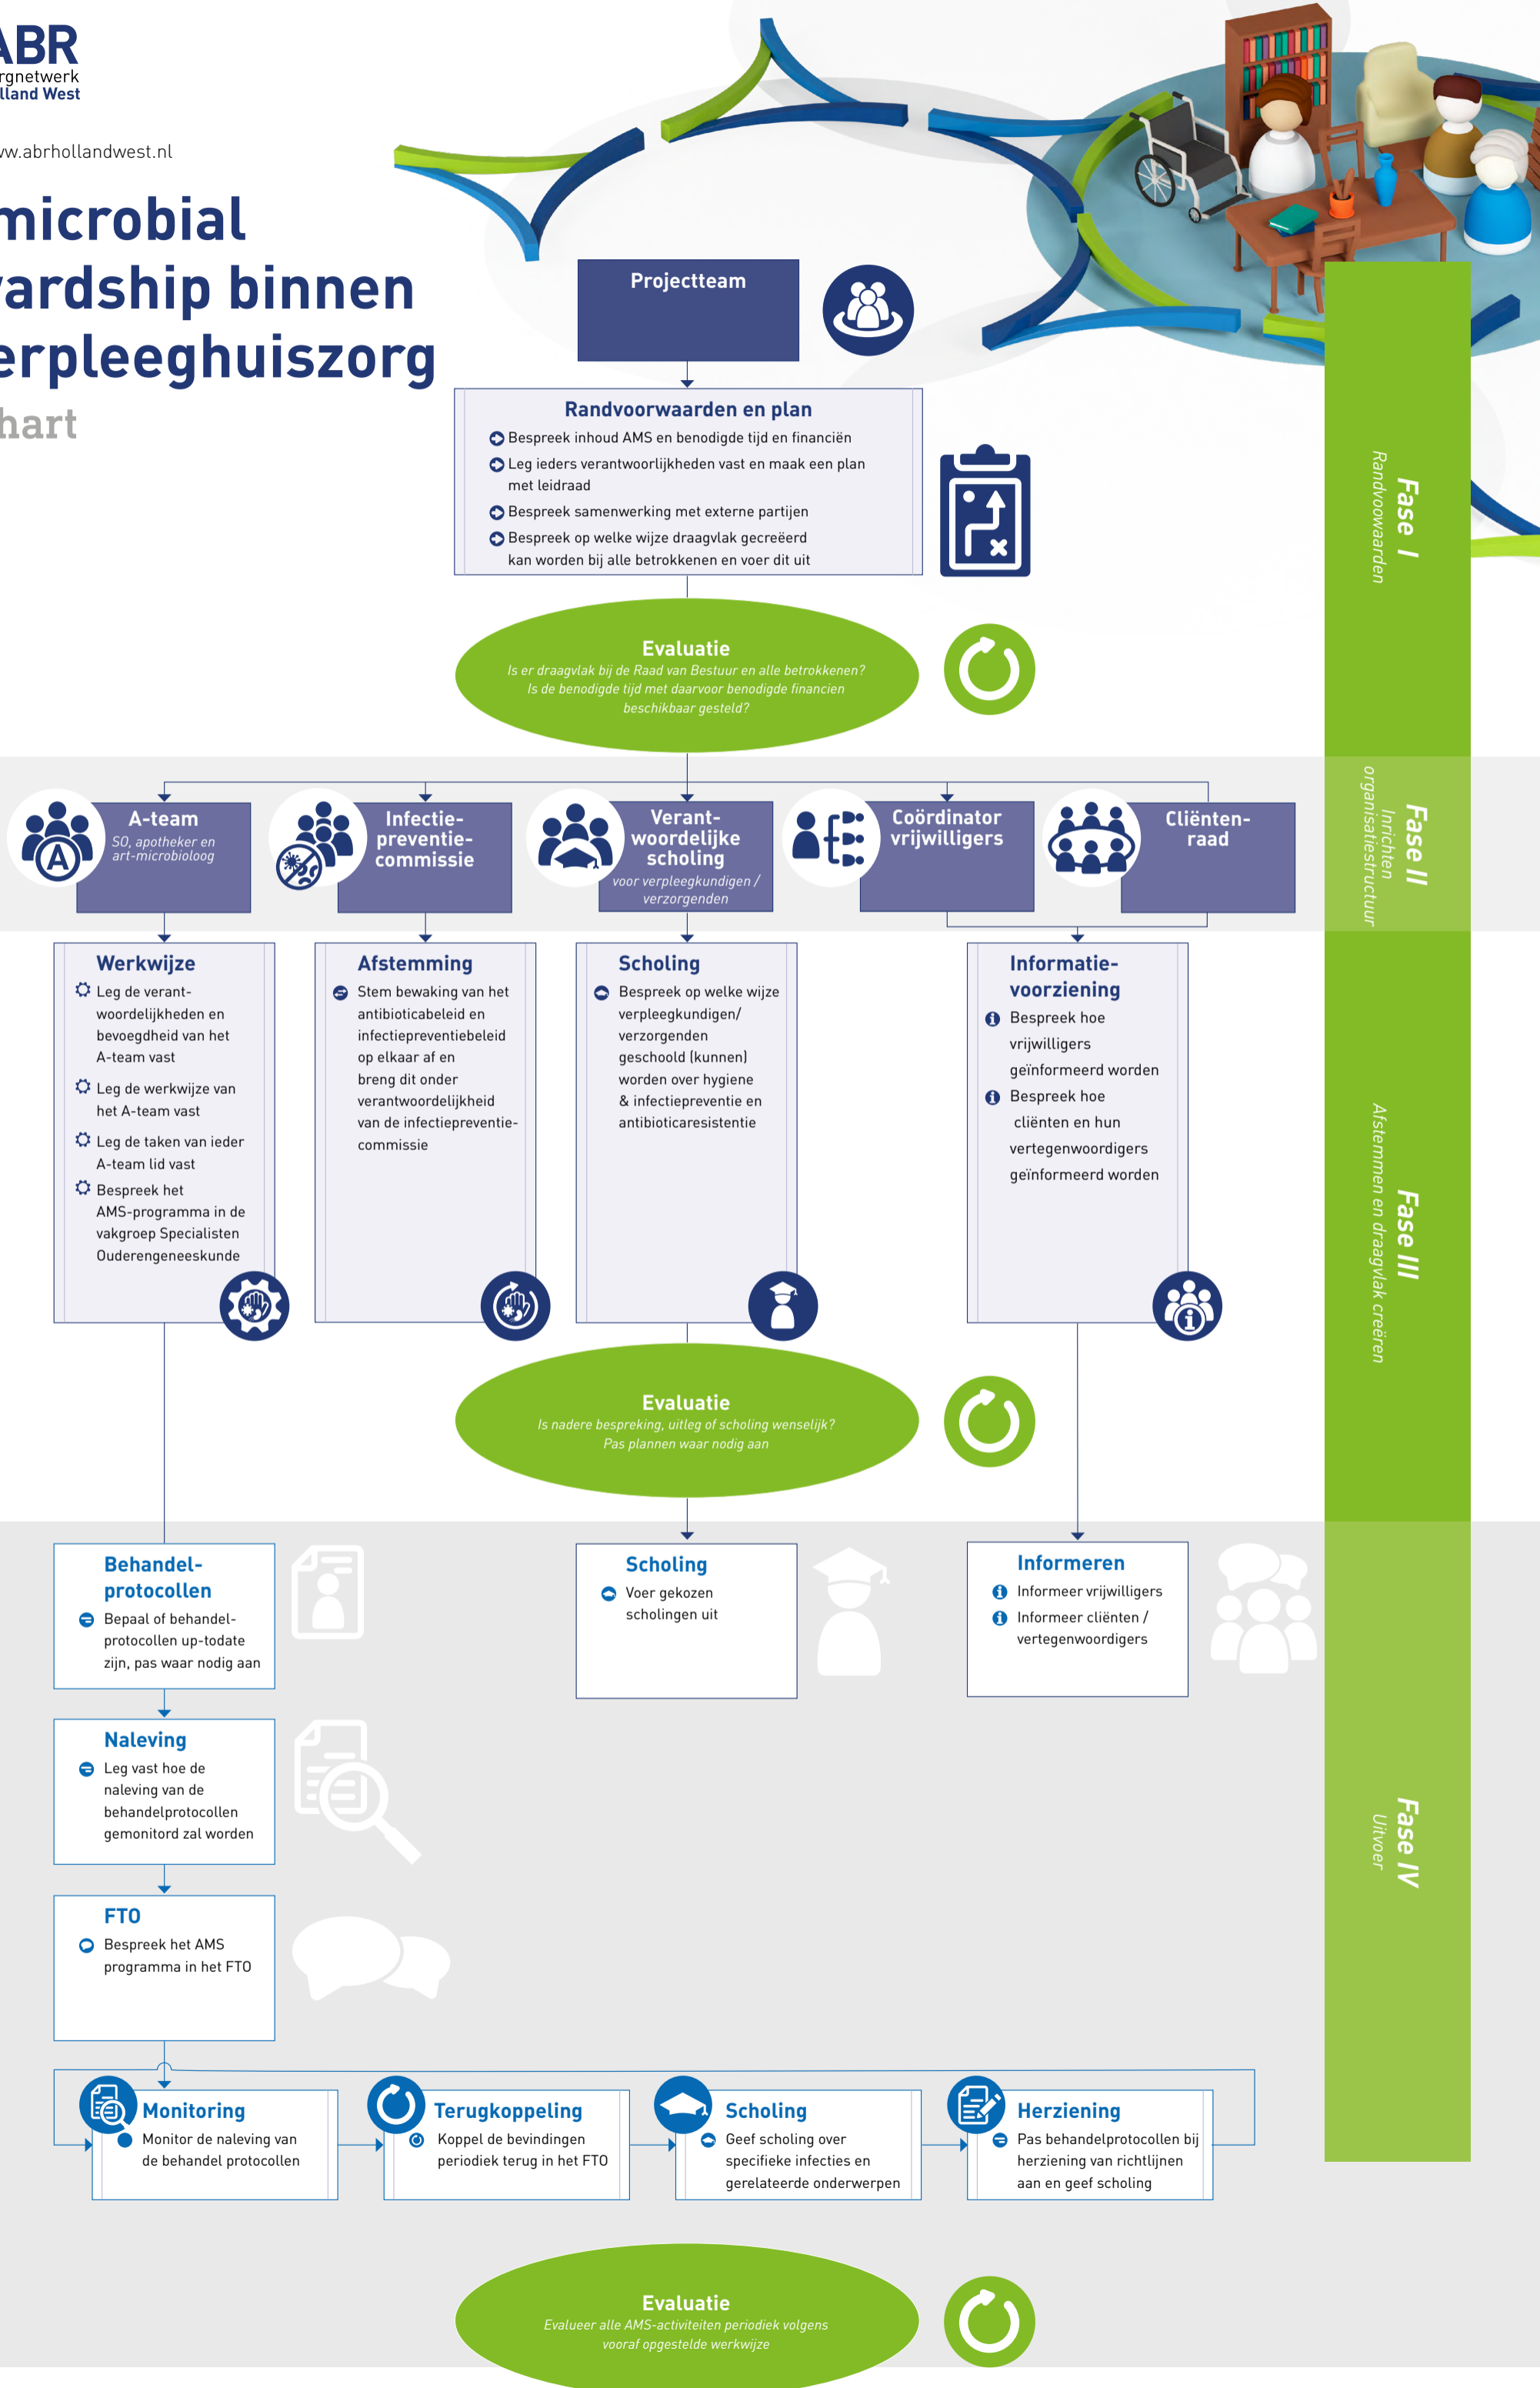 ABR
rgnetwerk
lland West
ww.abrhollandwest.nl
microbial
ardship binnen
erpleeghuiszorg
hart
Projectteam
Randvoorwaarden en plan
Bespreek inhoud AMS en benodigde tijd en financiën
Leg ieders verantwoorlijkheden vast en maak een plan
met leidraad
Bespreek samenwerking met externe partijen
Bespreek op welke wijze draagvlak gecreëerd
kan worden bij alle betrokkenen en voer dit uit
Evaluatie
Is er draagvlak bij de Raad van Bestuur en alle betrokkenen?
Is de benodigde tijd met daarvoor benodigde financien
beschikbaar gesteld?
Fase I
Randvoowaarden
A-team
SO, apotheker en
art-microbioloog
A
Infectie-
preventie-
commissie
Verant-
woordelijke
scholing
voor verpleegkundigen /
verzorgenden
Coördinator
vrijwilligers
Cliënten-
raad
Fase II
Inrichten
organisatiestructuur
Werkwijze
Leg de verant-
woordelijkheden en
bevoegdheid van het
A-team vast
Leg de werkwijze van
het A-team vast
Leg de taken van ieder
A-team lid vast
Bespreek het
AMS-programma in de
vakgroep Specialisten
Ouderengeneeskunde
Afstemming
Stem bewaking van het
antibioticabeleid en
infectiepreventiebeleid
op elkaar af en
breng dit onder
verantwoordelijkheid
van de infectiepreventie-
commissie
Scholing
Bespreek op welke wijze
verpleegkundigen/
verzorgenden
geschoold (kunnen)
worden over hygiene
& infectiepreventie en
antibioticaresistentie
Informatie-
voorziening
Bespreek hoe
vrijwilligers
geïnformeerd worden
Bespreek hoe
cliënten en hun
vertegenwoordigers
geïnformeerd worden
Evaluatie
Is nadere bespreking, uitleg of scholing wenselijk?
Pas plannen waar nodig aan
Fase III
Afstemmen en draagvlak creëren
Behandel-
protocollen
Bepaal of behandel-
protocollen up-todate
zijn, pas waar nodig aan
Scholing
Voer gekozen
scholingen uit
Informeren
Informeer vrijwilligers
Informeer cliënten /
vertegenwoordigers
Naleving
Leg vast hoe de
naleving van de
behandelprotocollen
gemonitord zal worden
FTO
Bespreek het AMS
programma in het FTO
Fase IV
Uitvoer
Monitoring
Monitor de naleving van
de behandel protocollen
Terugkoppeling
Koppel de bevindingen
periodiek terug in het FTO
Scholing
Geef scholing over
specifieke infecties en
gerelateerde onderwerpen
Herziening
Pas behandelprotocollen bij
herziening van richtlijnen
aan en geef scholing
Evaluatie
Evalueer alle AMS-activiteiten periodiek volgens
vooraf opgestelde werkwijze